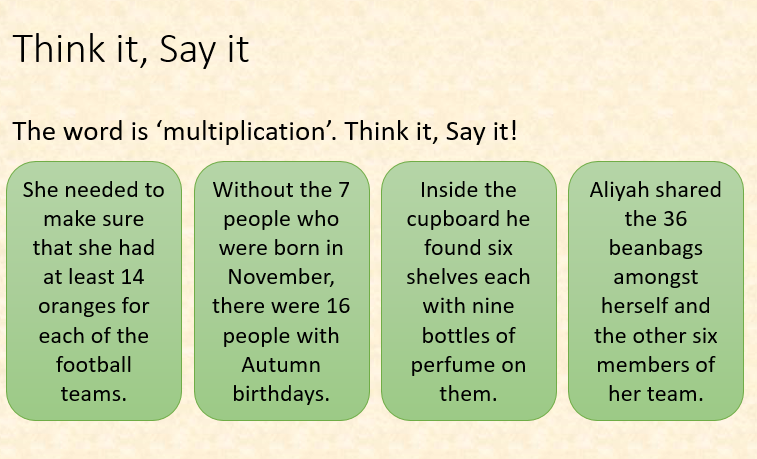 Think it, Say it
The word is ‘multiplication’. Think it, Say it!
She needed to
make sure
that she had
at least 14
oranges for
each of the
football
teams.
Without the 7
people who
were born in
November,
there were 16
people with
Autumn
birthdays.
Inside the
cupboard he
found six
shelves each
with nine
bottles of
perfume on
them.
Aliyah shared
the 36
beanbags
amongst
herself and
the other six
members of
her team.